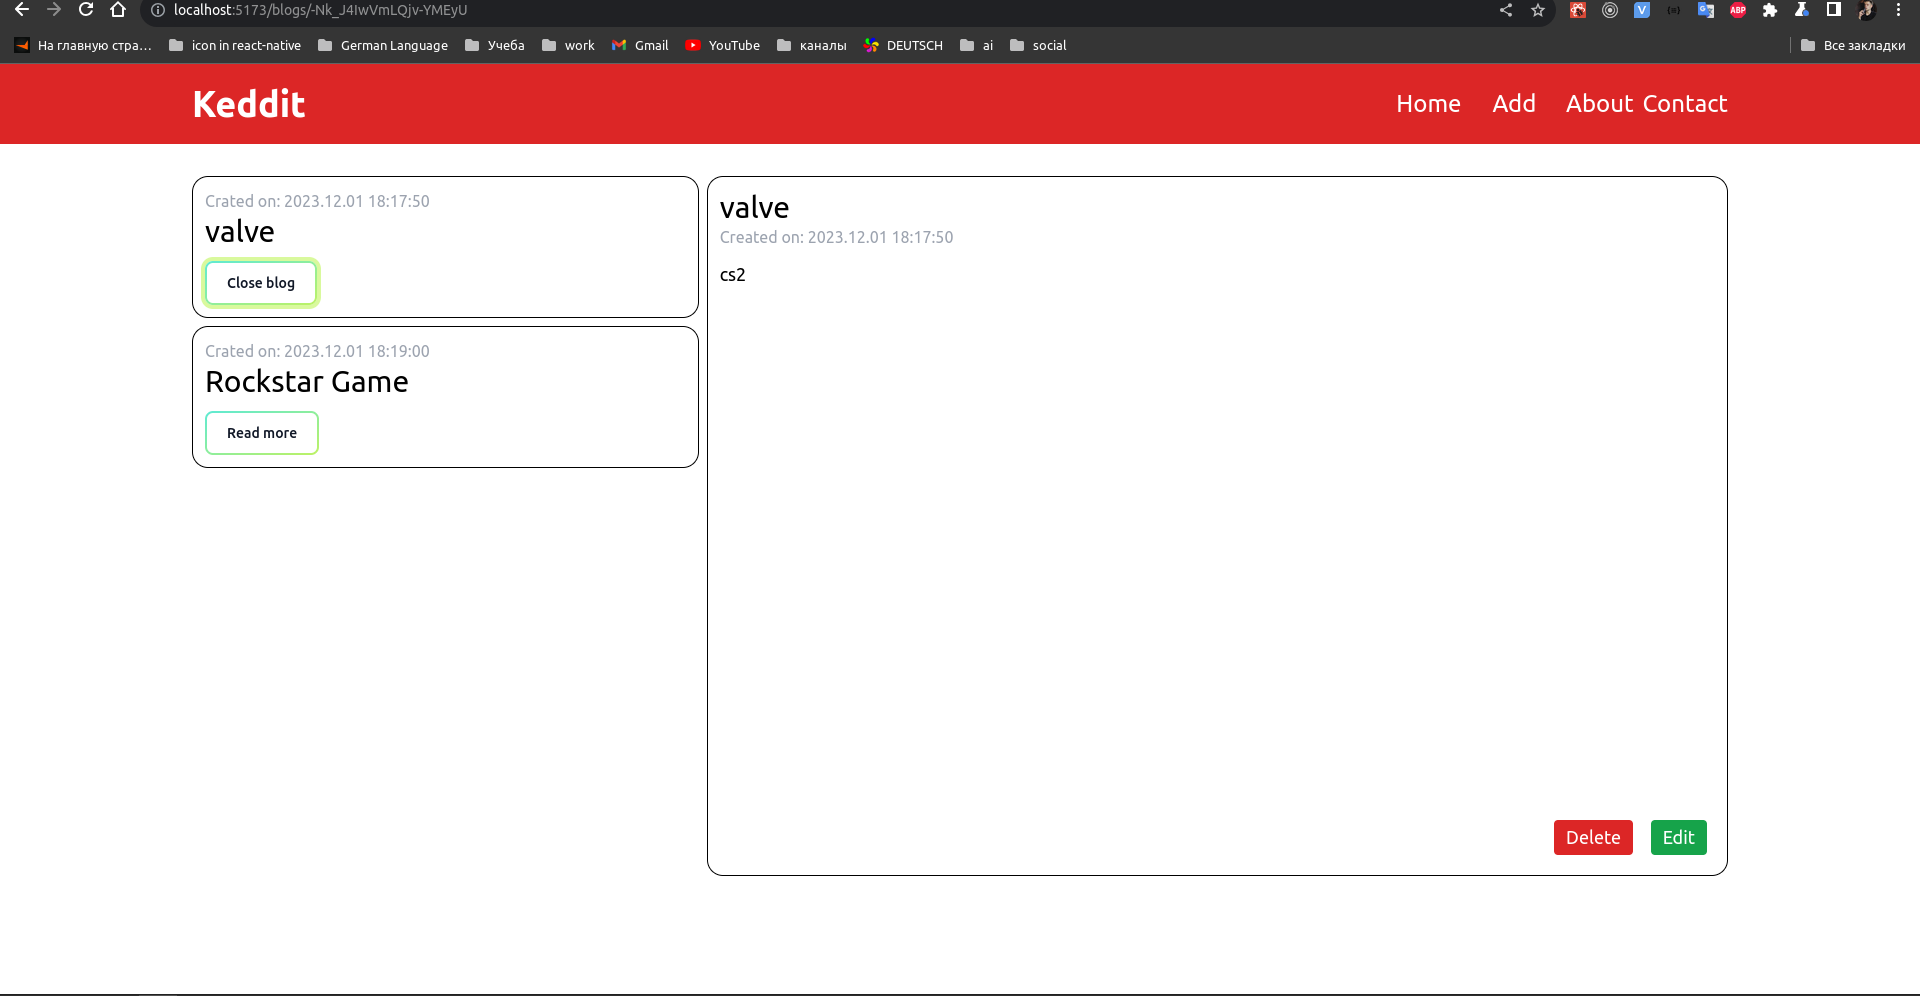 localhost:5173/blogs/-Nk_J4IwVmLQjv-YMEyU
ABP
На главную стра... icon in react-native German Language Учеба work Gmail YouTube каналы DEUTSCH ai social Все закладки
Keddit Home Add About Contact
Crated on: 2023.12.01 18:17:50
valve
Close blog
Crated on: 2023.12.01 18:19:00
Rockstar Game
Read more
valve
Created on: 2023.12.01 18:17:50
cs2
Delete Edit